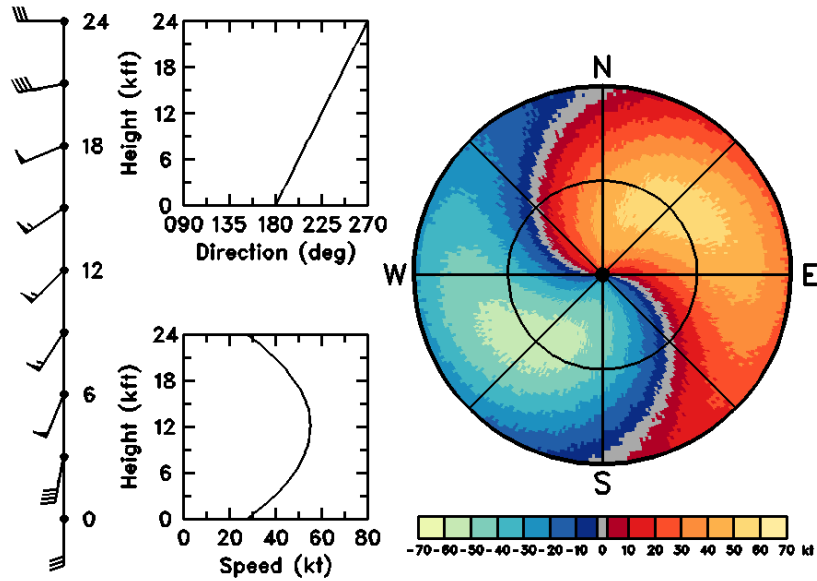 24
18
12
6
0
Height (kft)
24
18
12
6
0
090 135 180 225 270
Direction (deg)
Height (kft)
24
18
12
6
0
0 20 40 60 80
Speed (kt)
N
W
E
S
-70 -60 -50 -40 -30 -20 -10 0 10 20 30 40 50 60 70 kt